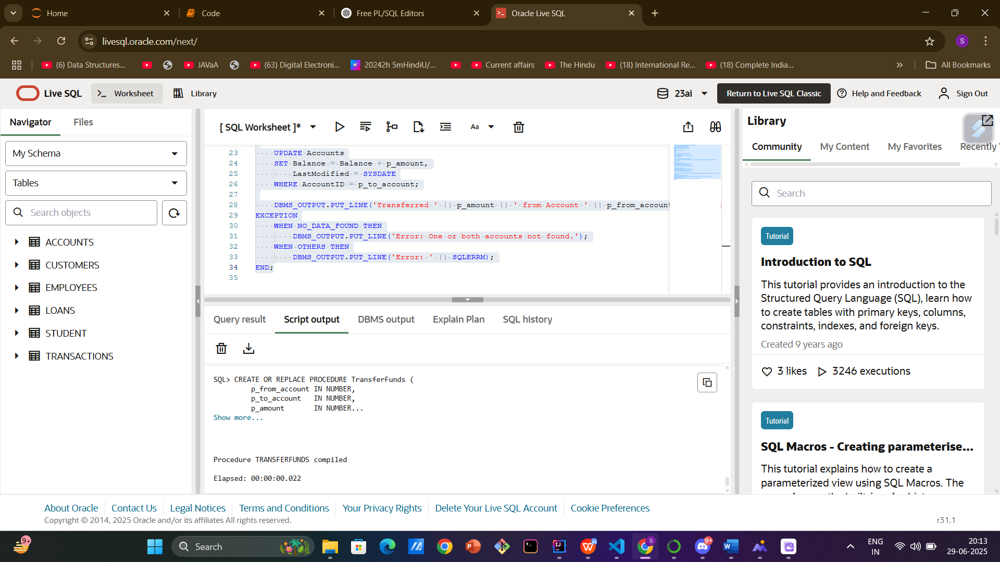 Home
Code
Free PL/SQL Editors
Oracle Live SQL
livesql.oracle.com/next/
S
(6) Data Structures...
JAVaA
(63) Digital Electroni...
20242h 5mHindiU/...
Current affairs
The Hindu
(18) International Re...
(18) Complete India...
All Bookmarks
Live SQL
Worksheet
Library
23ai
Return to Live SQL Classic
Help and Feedback
Sign Out
Navigator
Files
My Schema
Tables
Search objects
ACCOUNTS
CUSTOMERS
EMPLOYEES
LOANS
STUDENT
TRANSACTIONS
[ SQL Worksheet ]*
Aa
23 UPDATE Accounts
24 SET Balance = Balance + p_amount,
25 LastModified = SYSDATE
26 WHERE AccountID = p_to_account;
27
28 DBMS_OUTPUT.PUT_LINE('Transferred ' || p_amount || ' from Account ' || p_from_account
29 EXCEPTION
30 WHEN NO_DATA_FOUND THEN
31 DBMS_OUTPUT.PUT_LINE('Error: One or both accounts not found.');
32 WHEN OTHERS THEN
33 DBMS_OUTPUT.PUT_LINE('Error: ' || SQLERRM);
34 END;
35
Query result
Script output
DBMS output
Explain Plan
SQL history
SQL> CREATE OR REPLACE PROCEDURE TransferFunds (
p_from_account IN NUMBER,
p_to_account IN NUMBER,
p_amount IN NUMBER...
Show more...
Procedure TRANSFERFUNDS compiled
Elapsed: 00:00:00.022
Library
Community
My Content
My Favorites
Recently
Search
Tutorial
Introduction to SQL
This tutorial provides an introduction to the
Structured Query Language (SQL), learn how
to create tables with primary keys, columns,
constraints, indexes, and foreign keys.
Created 9 years ago
3 likes
3246 executions
Tutorial
SQL Macros - Creating parameterise...
This tutorial explains how to create a
parameterized view using SQL Macros. The
About Oracle
Contact Us
Legal Notices
Terms and Conditions
Your Privacy Rights
Delete Your Live SQL Account
Cookie Preferences
Copyright © 2014, 2025 Oracle and/or its affiliates All rights reserved.
r31.1
9+
Search
9+
ENG
IN
20:13
29-06-2025